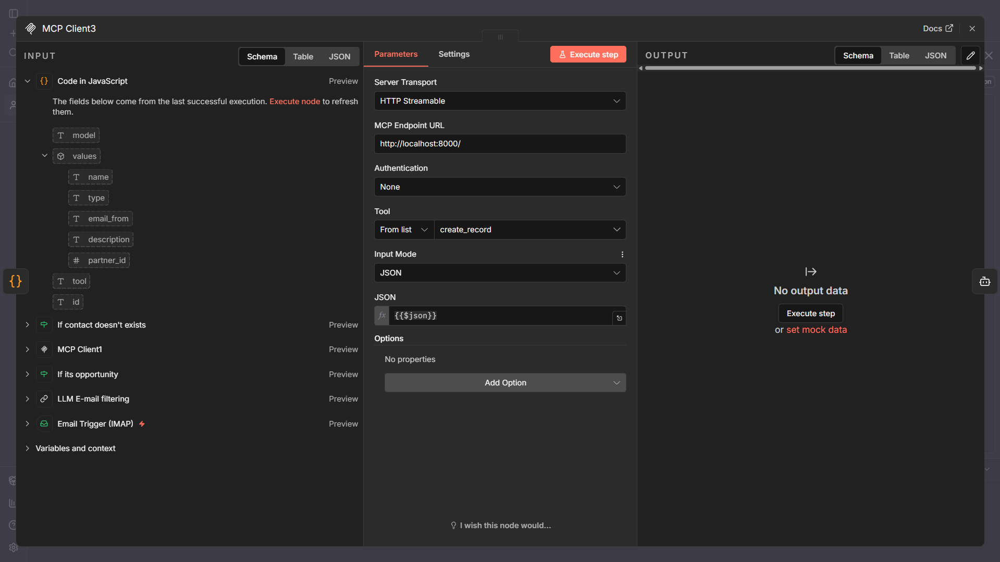 MCP Client3
Docs
INPUT
Schema
Table
JSON
Code in JavaScript
Preview
The fields below come from the last successful execution. Execute node to refresh
them.
model
values
name
type
email_from
description
partner_id
tool
id
If contact doesn't exists
Preview
MCP Client1
Preview
If its opportunity
Preview
LLM E-mail filtering
Preview
Email Trigger (IMAP)
Preview
Variables and context
Parameters
Settings
Execute step
Server Transport
HTTP Streamable
MCP Endpoint URL
http://localhost:8000/
Authentication
None
Tool
From list
create_record
Input Mode
JSON
JSON
fx
{{$json}}
Options
No properties
Add Option
I wish this node would...
OUTPUT
Schema
Table
JSON
No output data
Execute step
or set mock data
on